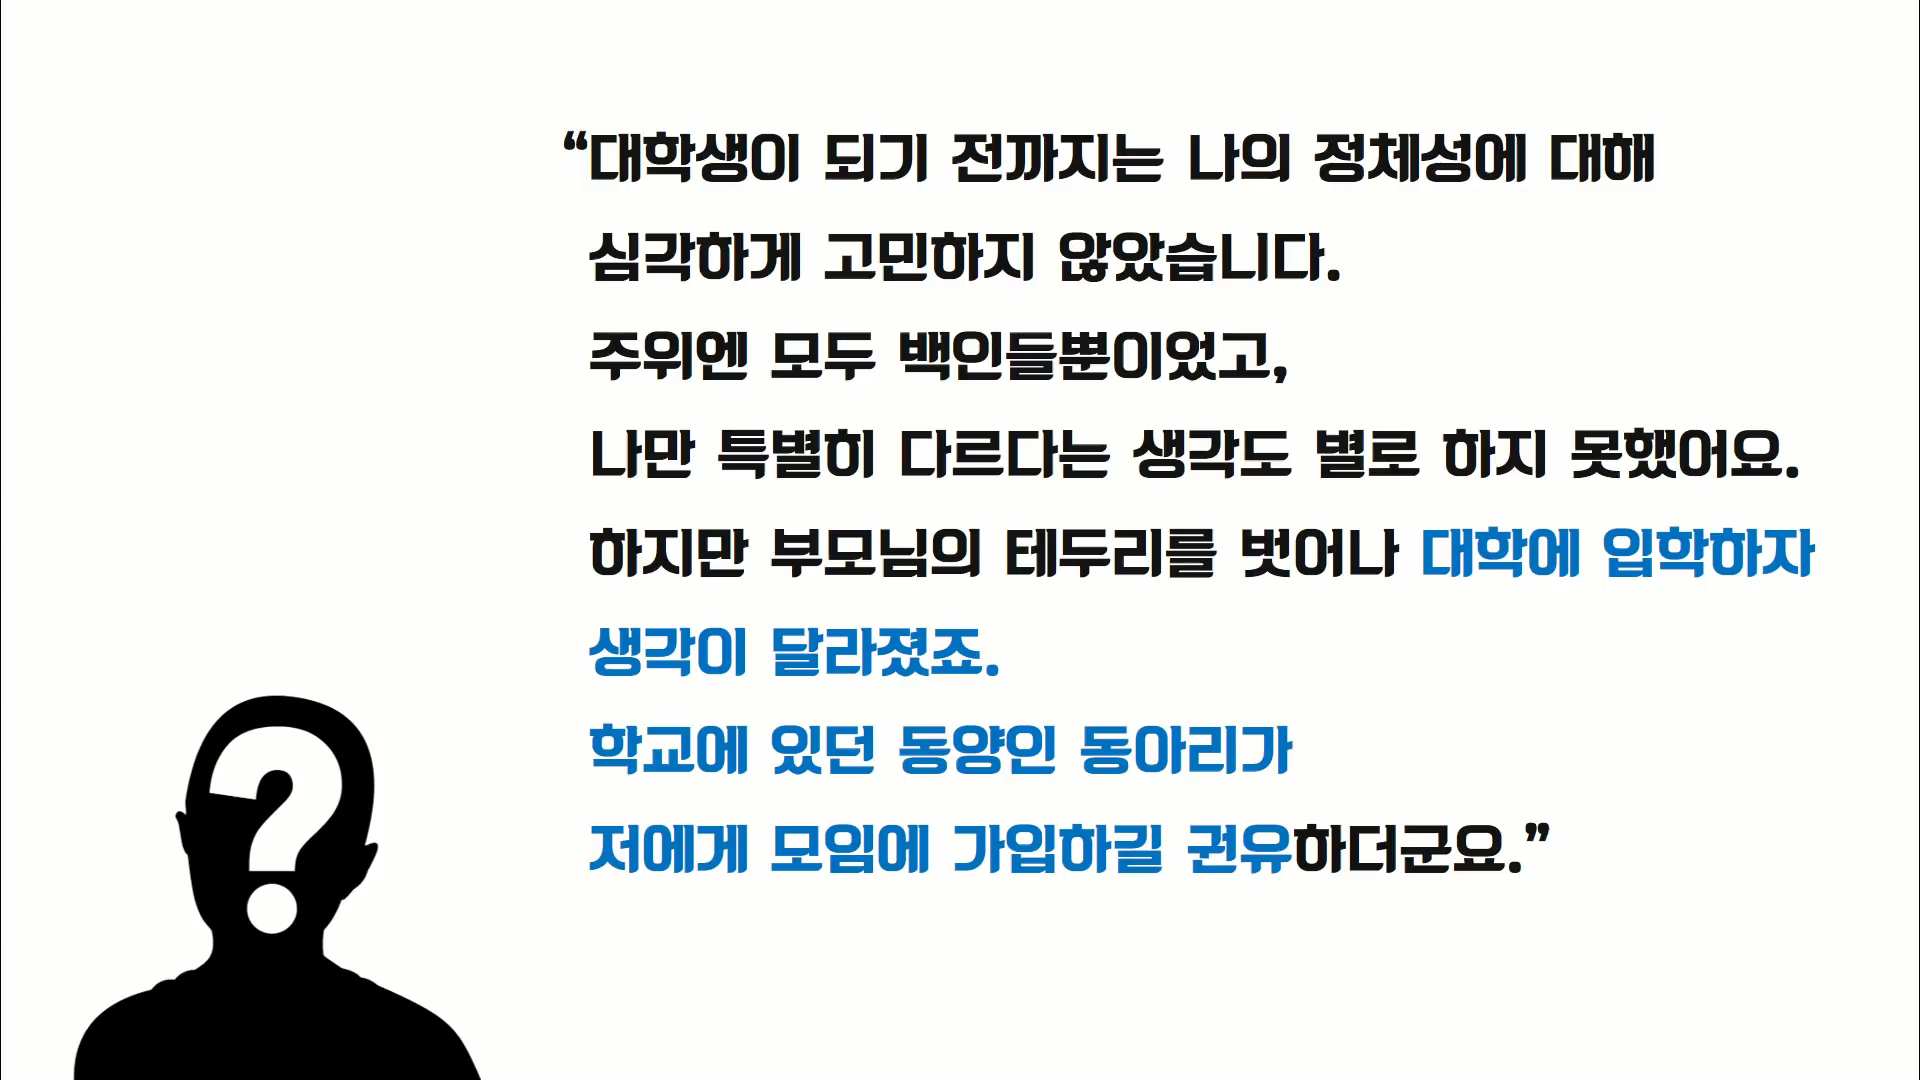 “대학생이 되기 전까지는 나의 정체성에 대해
심각하게 고민하지 않았습니다.
주위엔 모두 백인들뿐이었고,
나만 특별히 다르다는 생각도 별로 하지 못했어요.
하지만 부모님의 테두리를 벗어나 대학에 입학하자
생각이 달라졌죠.
학교에 있던 동양인 동아리가
저에게 모임에 가입하길 권유하더군요.”
?